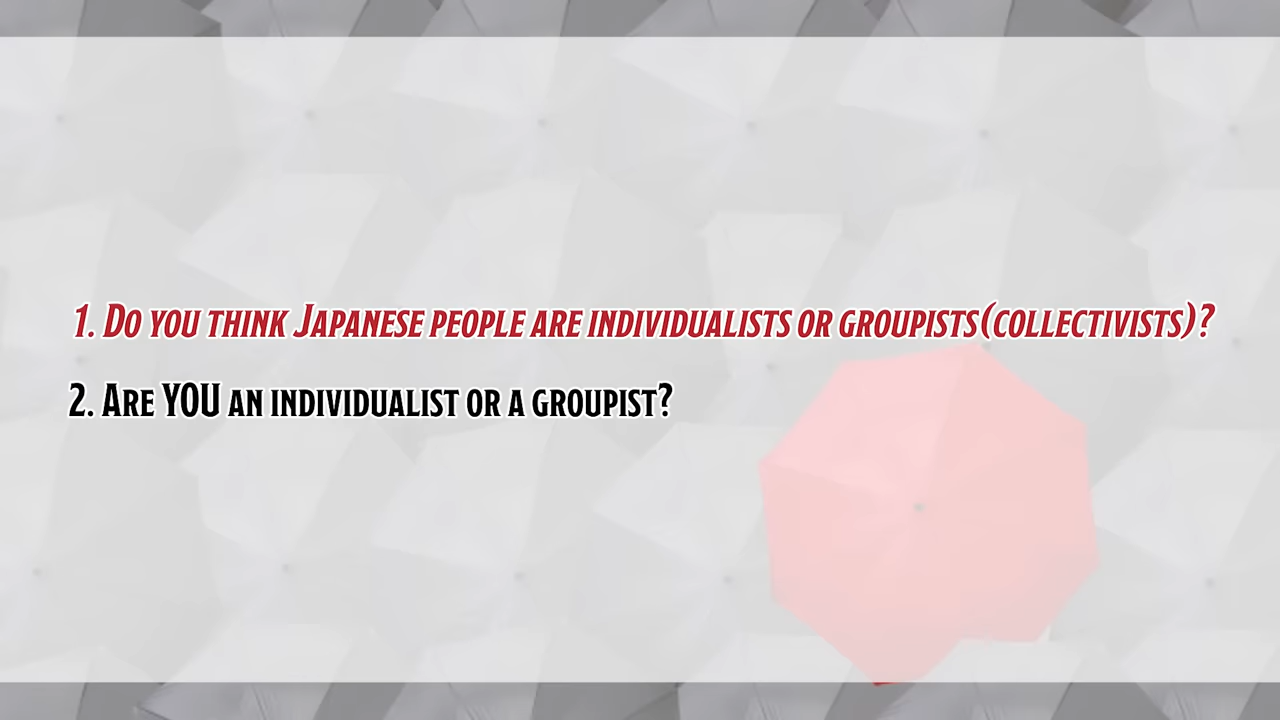 1. Do you think Japanese people are individualists or groupists(collectivists)?
2. Are YOU an individualist or a groupist?